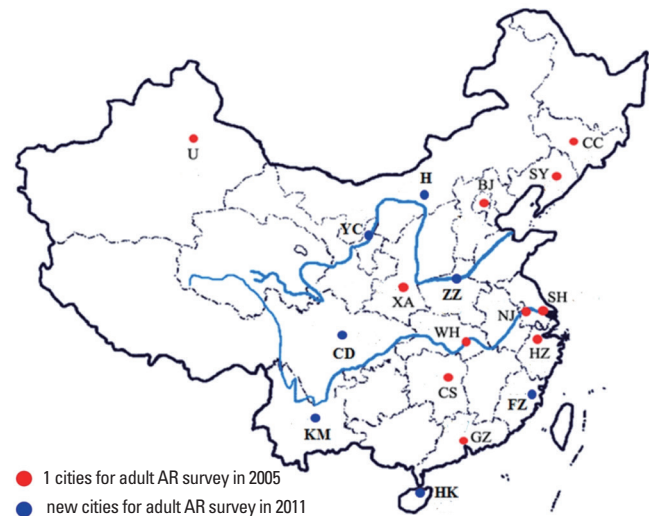 U
CC
SY
H
BJ
YC
ZZ
XA
SH
NJ
WH
HZ
CD
CS
FZ
KM
GZ
HK
1 cities for adult AR survey in 2005
new cities for adult AR survey in 2011